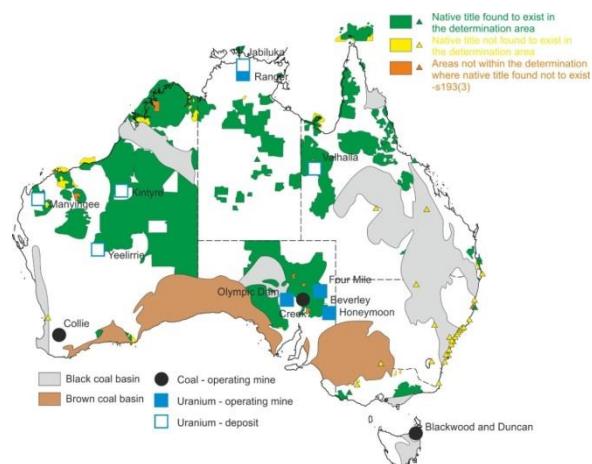 Native title found to exist in
the determination area
Native title not found to exist in
the determination area
Areas not within the determination
where native title found not to exist
-s193(3)
Jabiluka
Ranger
Valhalla
Kintyre
Manyingee
Yeelirrie
Four Mile
Olympic Dam
Beverley
Creek
Honeymoon
Collie
Black coal basin
Brown coal basin
Coal - operating mine
Uranium - operating mine
Uranium - deposit
Blackwood and Duncan